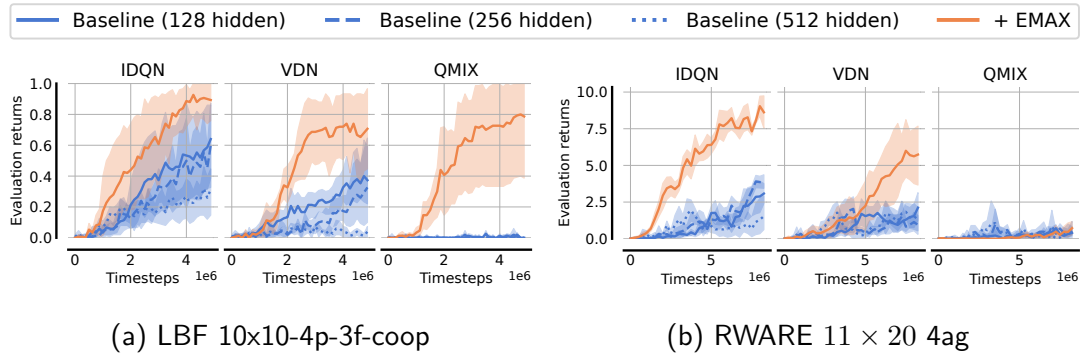 Baseline (128 hidden) Baseline (256 hidden) Baseline (512 hidden) + EMAX
IDQN VDN QMIX
Evaluation returns
1.0
0.8
0.6
0.4
0.2
0.0
0 2 4 0 2 4 0 2 4
Timesteps 1e6 Timesteps 1e6 Timesteps 1e6
(a) LBF 10x10-4p-3f-coop
IDQN VDN QMIX
Evaluation returns
10.0
7.5
5.0
2.5
0.0
0 5 0 5 0 5
Timesteps 1e6 Timesteps 1e6 Timesteps 1e6
(b) RWARE 11 × 20 4ag